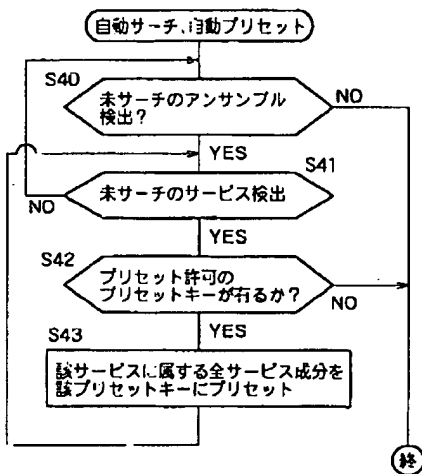 自動サーチ、自動プリセット
S40
未サーチのアンサンブル
検出?
NO
YES
S41
未サーチのサービス検出
NO
YES
S42
プリセット許可の
プリセットキーが有るか?
NO
YES
S43
該サービスに属する全サービス成分を
該プリセットキーにプリセット
終